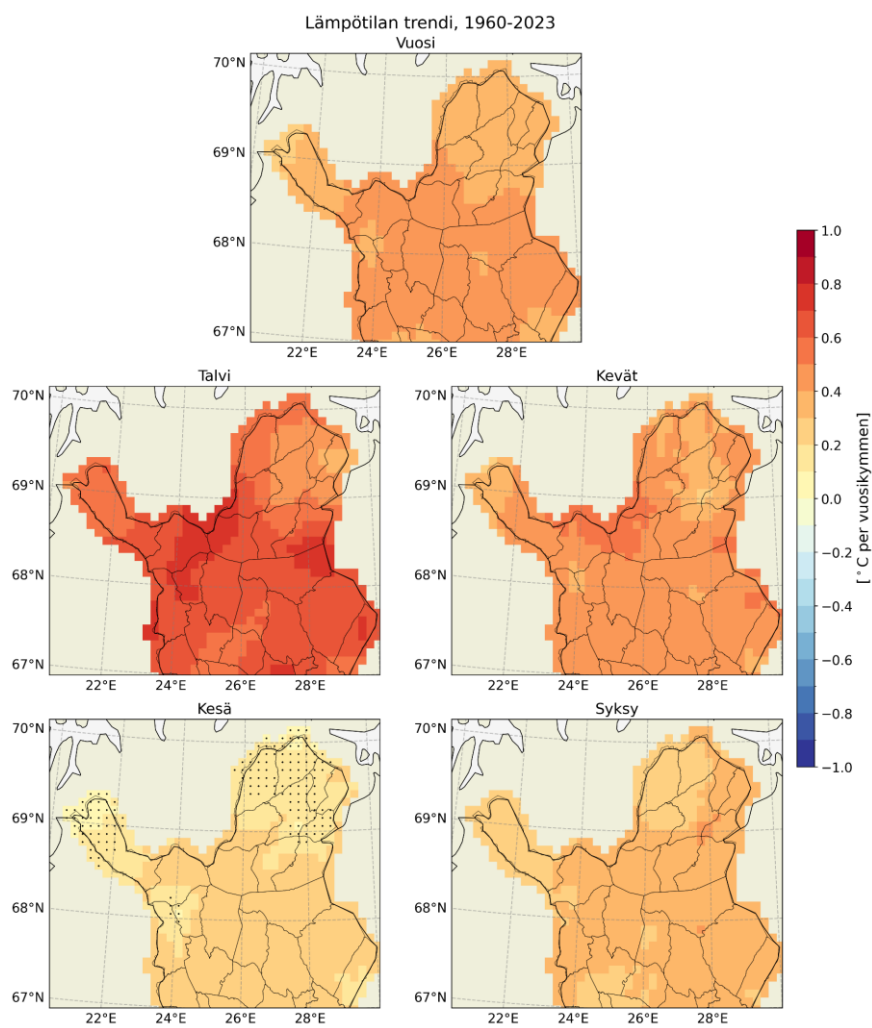 Lämpötilan trendi, 1960-2023
Vuosi
70°N
69°N
68°N
67°N
22°E 24°E 26°E 28°E
Talvi
70°N
69°N
68°N
67°N
22°E 24°E 26°E 28°E
Kevät
70°N
69°N
68°N
67°N
22°E 24°E 26°E 28°E
Kesä
70°N
69°N
68°N
67°N
22°E 24°E 26°E 28°E
Syksy
70°N
69°N
68°N
67°N
22°E 24°E 26°E 28°E
1.0
0.8
0.6
0.4
0.2
0.0
−0.2
−0.4
−0.6
−0.8
−1.0
[°C per vuosikymmen]